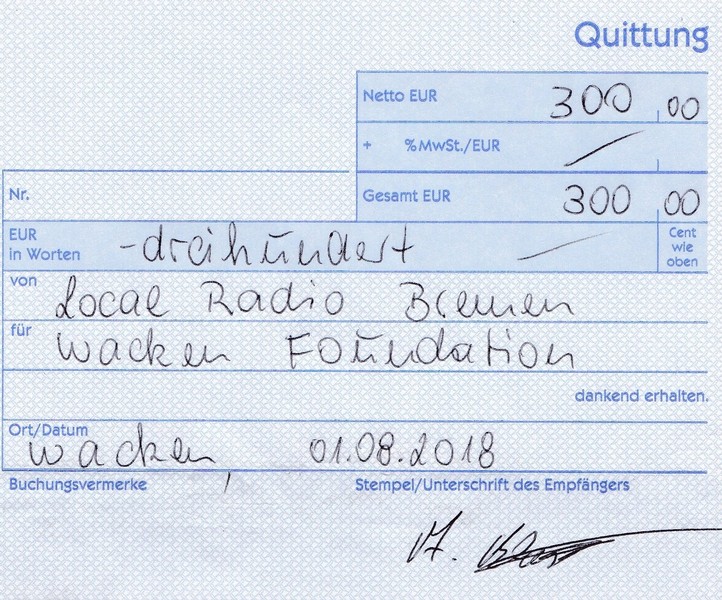 Quittung
Netto EUR 300,00
+ %MwSt./EUR
Nr.
Gesamt EUR 300 00
EUR in Worten -dreihundert
Cent wie oben
von Local Radio Bremen
für Wacken Foundation
dankend erhalten.
Ort/Datum Wacken 01.08.2018
Buchungsvermerke Stempel/Unterschrift des Empfängers